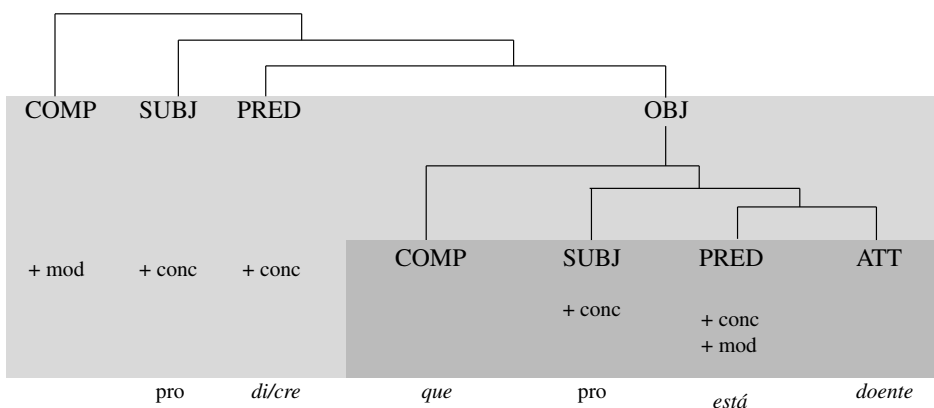 COMP SUBJ PRED OBJ
COMP SUBJ PRED ATT
+ mod + conc + conc
+ conc
+ conc
+ mod
pro di/cre que pro está doente